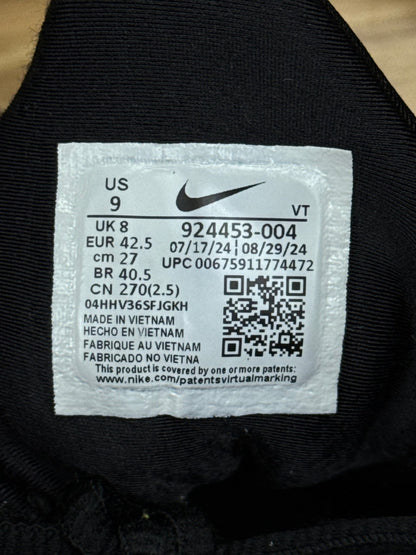 US
9
VT
UK 8
EUR 42.5
cm 27
BR 40.5
CN 270(2.5)
924453-004
07/17/24 | 08/29/24
UPC 00675911774472
04HHV36SFJGKH
MADE IN VIETNAM
HECHO EN VIETNAM
FABRIQUE AU VIETNAM
FABRICADO NO VIETNA
This product is covered by one or more patents:
www.nike.com/patentsvirtualmarking